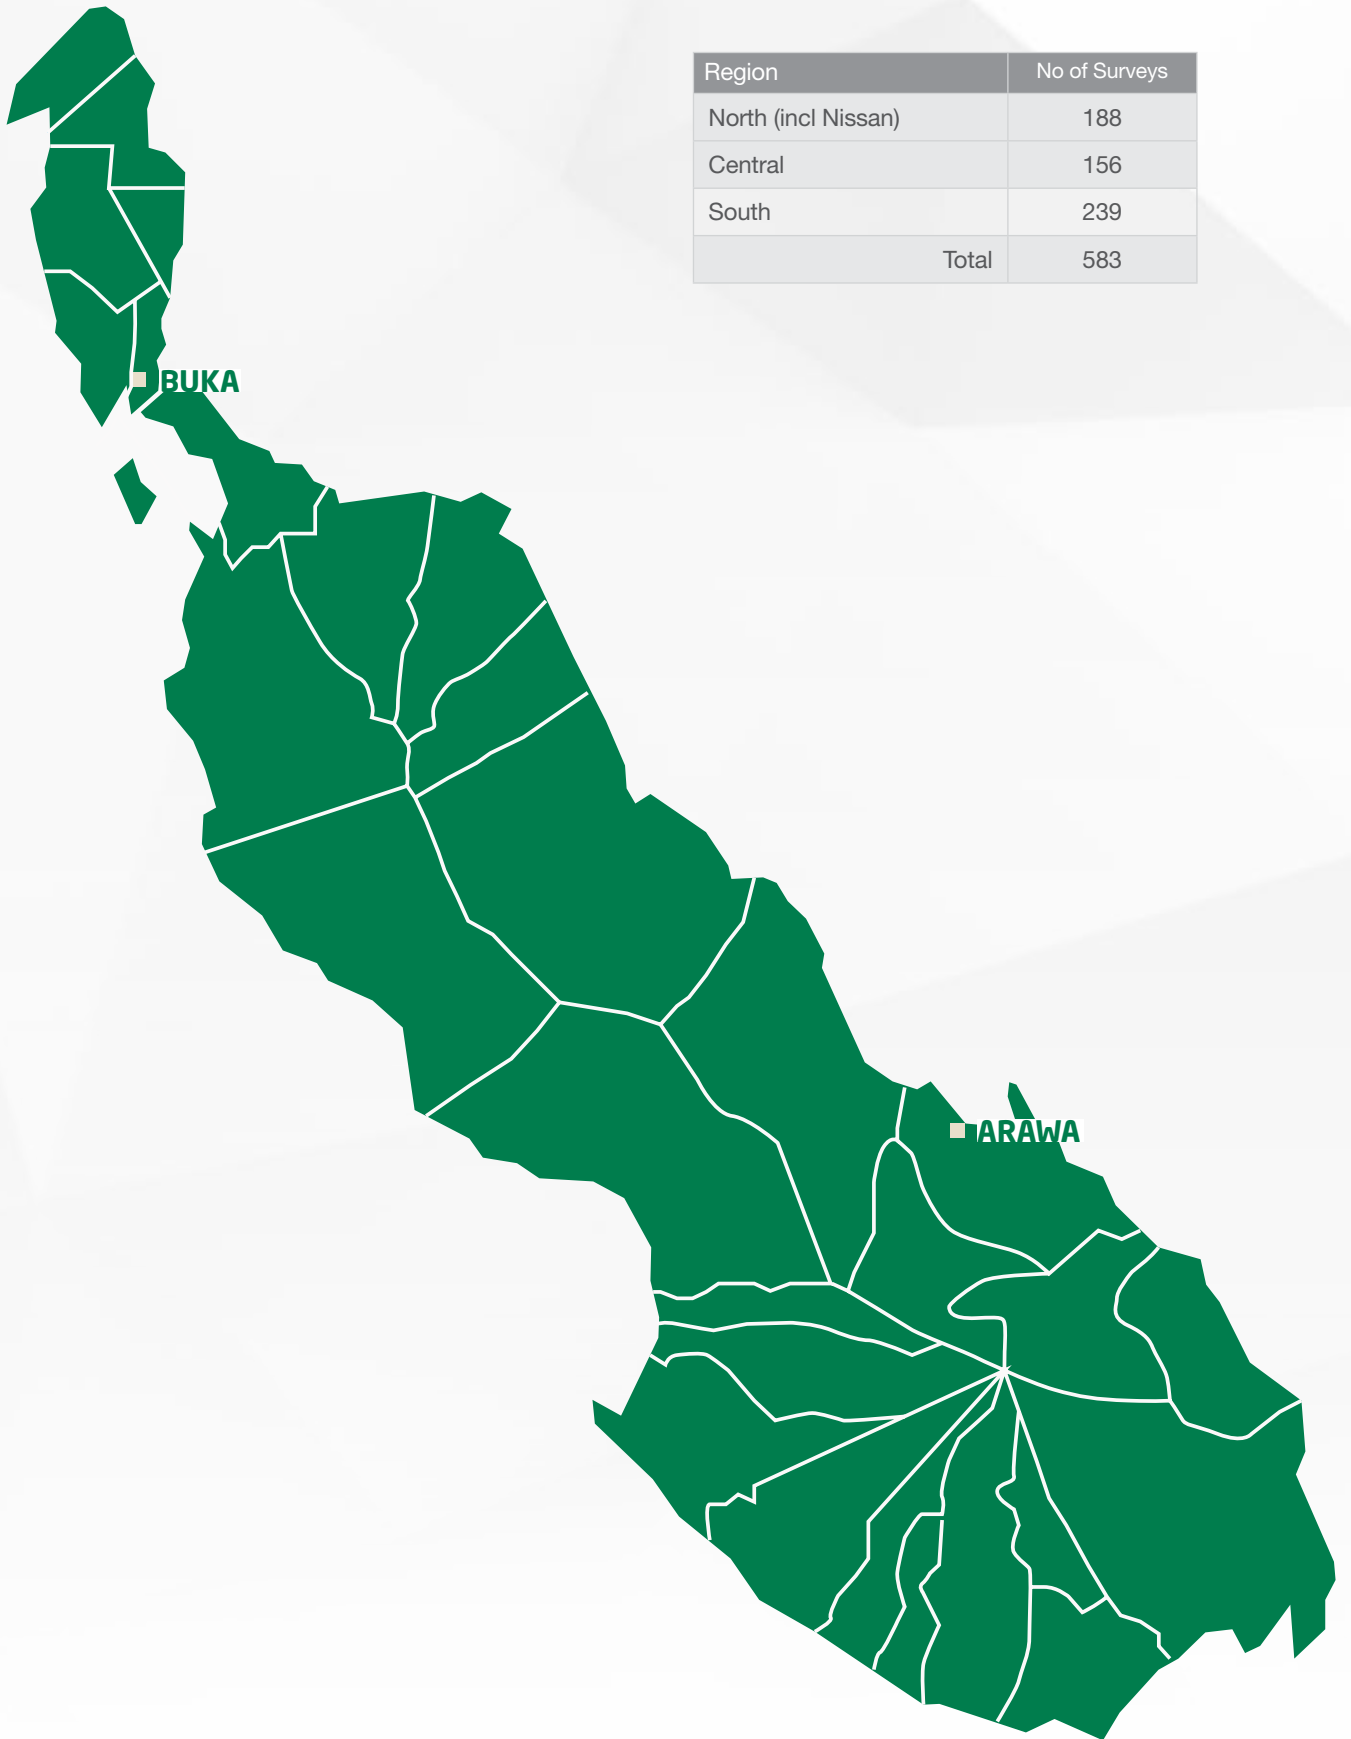 Region No of Surveys
North (incl Nissan) 188
Central 156
South 239
Total 583
BUKA
ARAWA